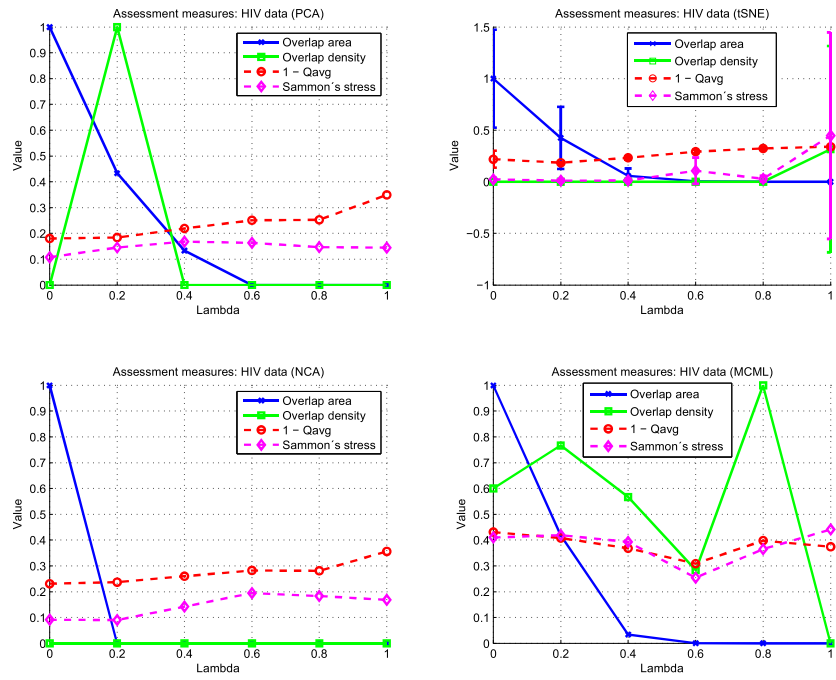 Assessment measures: HIV data (PCA)
1
0.9
0.8
0.7
0.6
0.5
0.4
0.3
0.2
0.1
0
Value
0 0.2 0.4 0.6 0.8 1
Lambda
Overlap area
Overlap density
1 − Qavg
Sammon´s stress
Assessment measures: HIV data (tSNE)
1.5
1
0.5
0
−0.5
−1
Value
0 0.2 0.4 0.6 0.8 1
Lambda
Overlap area
Overlap density
1 − Qavg
Sammon´s stress
Assessment measures: HIV data (NCA)
1
0.9
0.8
0.7
0.6
0.5
0.4
0.3
0.2
0.1
0
Value
0 0.2 0.4 0.6 0.8 1
Lambda
Overlap area
Overlap density
1 − Qavg
Sammon´s stress
Assessment measures: HIV data (MCML)
1
0.9
0.8
0.7
0.6
0.5
0.4
0.3
0.2
0.1
0
Value
0 0.2 0.4 0.6 0.8 1
Lambda
Overlap area
Overlap density
1 − Qavg
Sammon´s stress